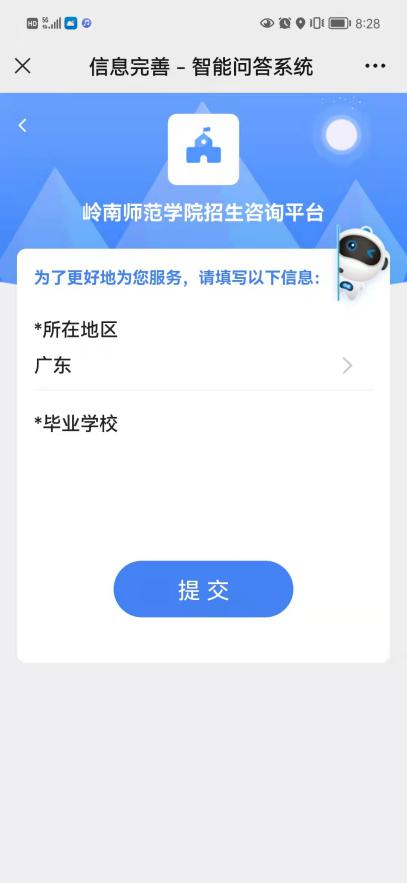 HD 5G 8:28
信息完善 - 智能问答系统
岭南师范学院招生咨询平台
为了更好地为您服务，请填写以下信息：
*所在地区
广东
*毕业学校
提交